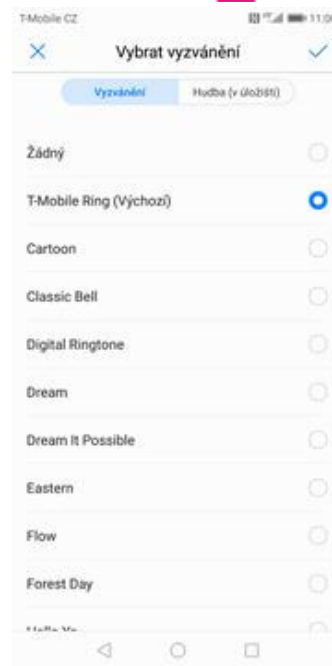 T-Mobile CZ 11:00
Vybrat vyzvánění
Vyzvánění Hudba (v úložišti)
Žádný
T-Mobile Ring (Výchozí)
Cartoon
Classic Bell
Digital Ringtone
Dream
Dream It Possible
Eastern
Flow
Forest Day